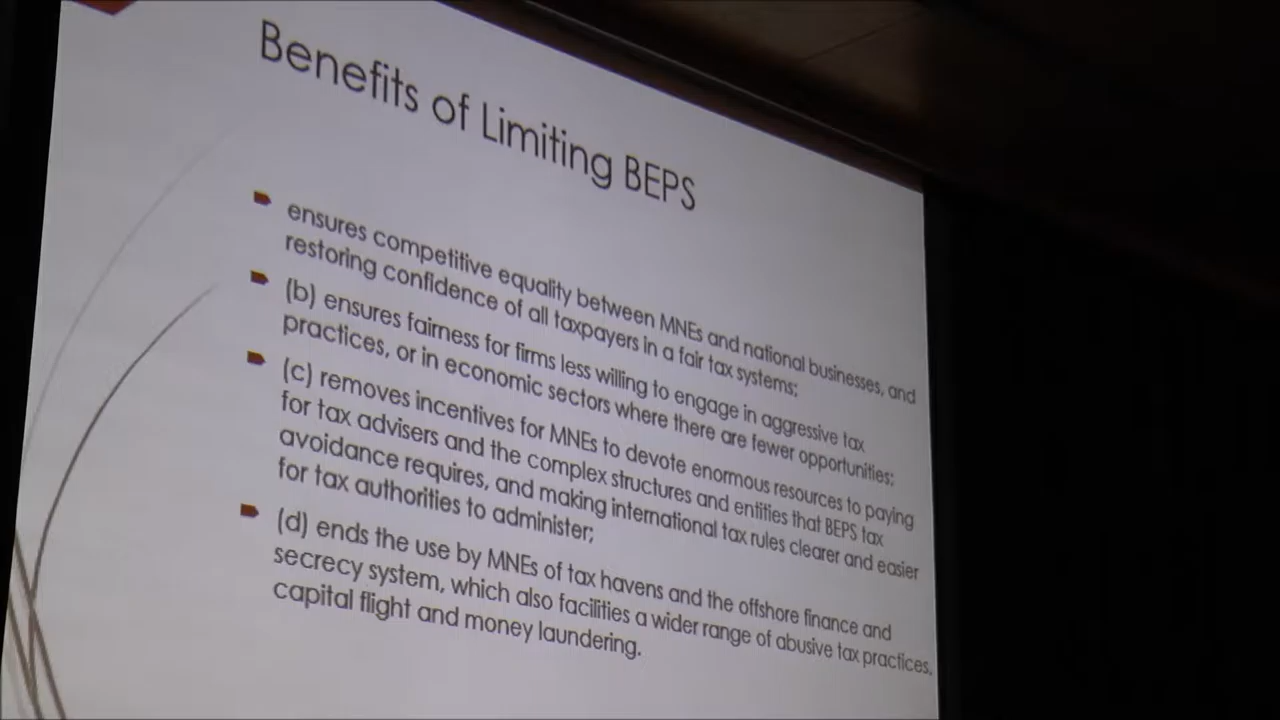 Benefits of Limiting BEPS
ensures competitive equality between MNEs and national businesses, and
restoring confidence of all taxpayers in a fair tax systems;
(b) ensures fairness for firms less willing to engage in aggressive tax
practices, or in economic sectors where there are fewer opportunities;
(c) removes incentives for MNEs to devote enormous resources to paying
for tax advisers and the complex structures and entities that BEPS tax
avoidance requires, and making international tax rules clearer and easier
for tax authorities to administer;
(d) ends the use by MNEs of tax havens and the offshore finance and
secrecy system, which also facilities a wider range of abusive tax practices,
capital flight and money laundering.